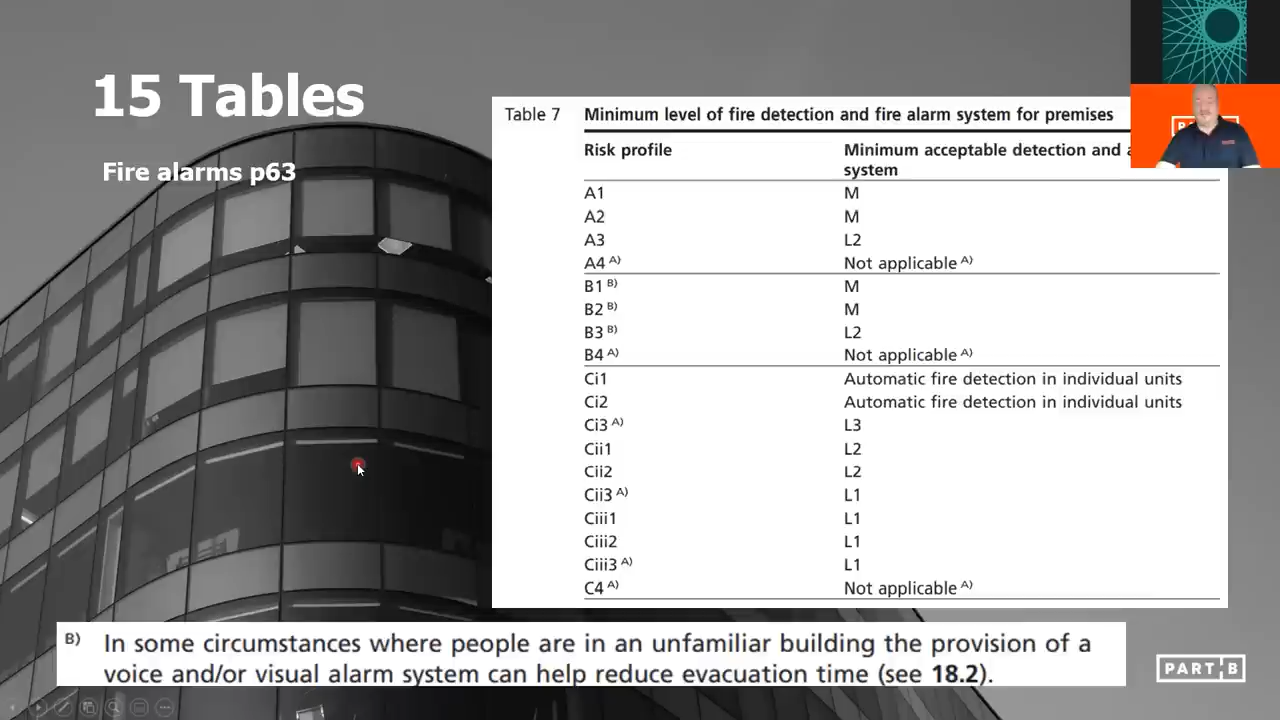 15 Tables
Fire alarms p63
Table 7 Minimum level of fire detection and fire alarm system for premises
Risk profile Minimum acceptable detection and a
system
A1 M
A2 M
A3 L2
A4 A) Not applicable A)
B1 B) M
B2 B) M
B3 B) L2
B4 A) Not applicable A)
Ci1 Automatic fire detection in individual units
Ci2 Automatic fire detection in individual units
Ci3 A) L3
Cii1 L2
Cii2 L2
Cii3 A) L1
Ciii1 L1
Ciii2 L1
Ciii3 A) L1
C4 A) Not applicable A)
B) In some circumstances where people are in an unfamiliar building the provision of a
voice and/or visual alarm system can help reduce evacuation time (see 18.2).
PART B